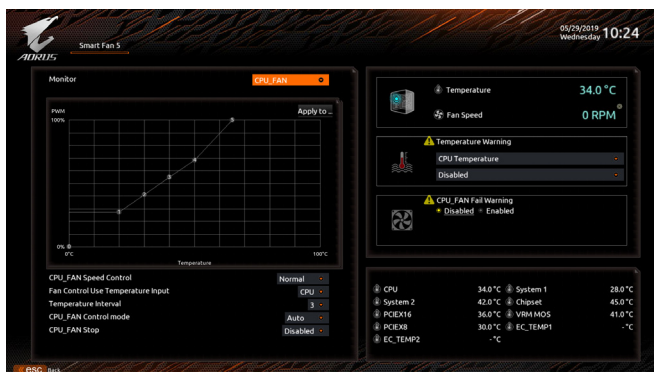 05/29/2019
Wednesday 10:24
AORUS
Smart Fan 5
Monitor
CPU_FAN
PWM
100%
Apply to ...
0%
0°C
100°C
Temperature
CPU_FAN Speed Control Normal
Fan Control Use Temperature Input CPU
Temperature Interval 3
CPU_FAN Control mode Auto
CPU_FAN Stop Disabled
Temperature 34.0°C
Fan Speed 0 RPM
Temperature Warning
CPU Temperature
Disabled
CPU_FAN Fail Warning
Disabled Enabled
CPU 34.0°C System 1 28.0°C
System 2 42.0°C Chipset 45.0°C
PCIEX16 36.0°C VRM MOS 41.0°C
PCIEX8 30.0°C EC_TEMP1 -°C
EC_TEMP2 -°C
esc Back